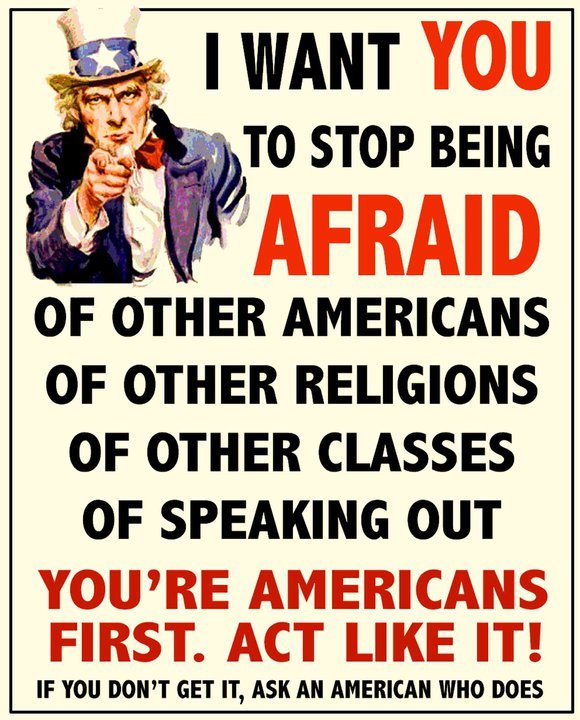 I WANT YOU
TO STOP BEING
AFRAID
OF OTHER AMERICANS
OF OTHER RELIGIONS
OF OTHER CLASSES
OF SPEAKING OUT
YOU'RE AMERICANS
FIRST. ACT LIKE IT!
IF YOU DON'T GET IT, ASK AN AMERICAN WHO DOES